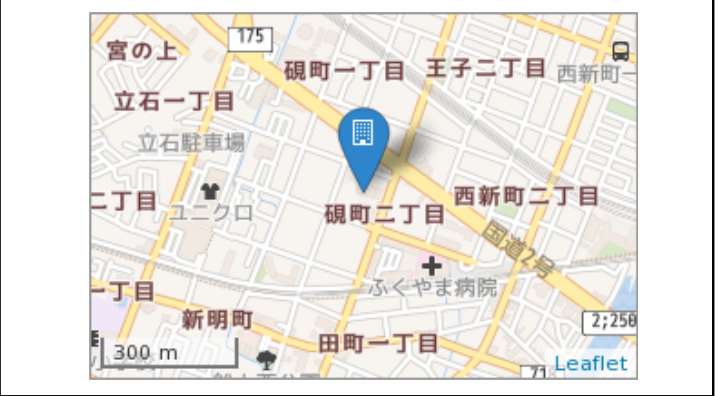 175
宮の上
硯町一丁目
王子二丁目
西新町一
立石一丁目
立石駐車場
二丁目
ユニクロ
硯町二丁目
西新町二丁目
国道2号
ふくやま病院
一丁目
新明町
2;250
田町一丁目
300 m
71
Leaflet